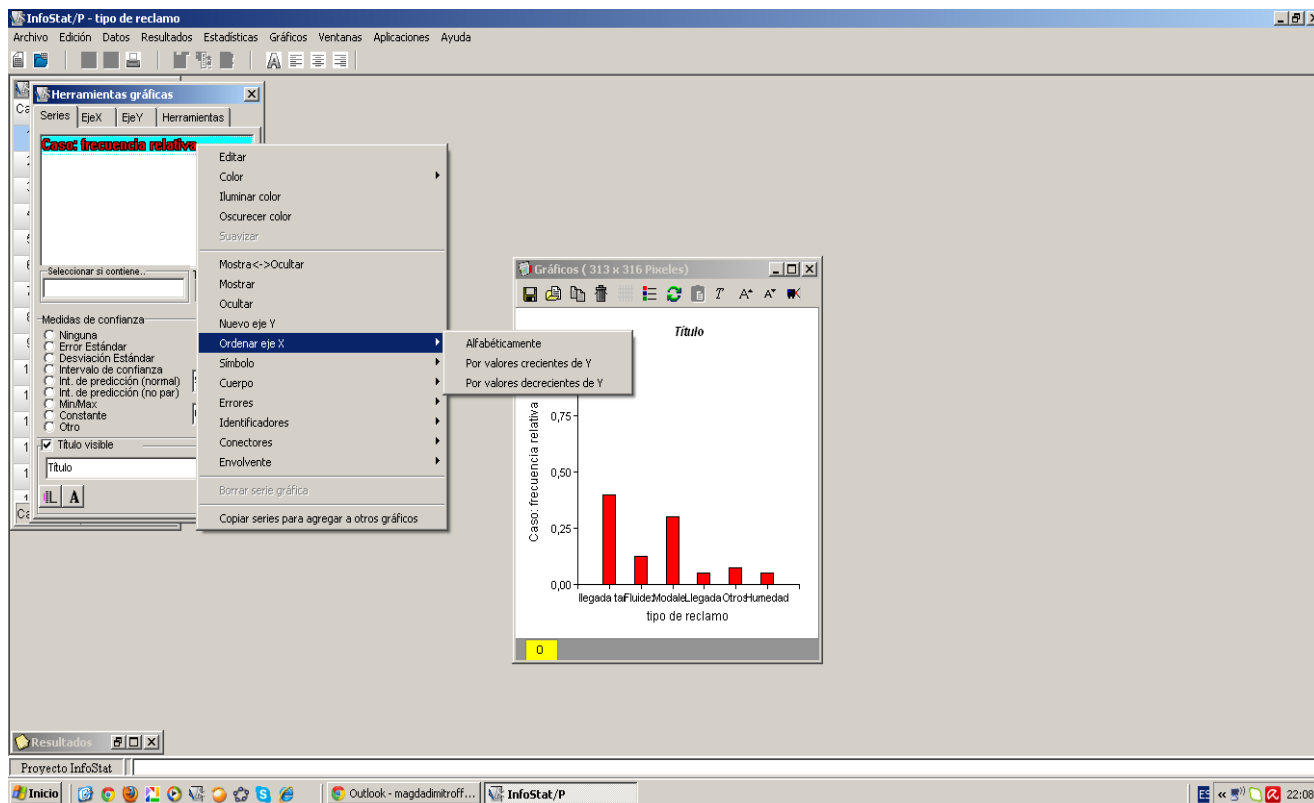 InfoStat/P - tipo de reclamo
Archivo Edición Datos Resultados Estadísticas Gráficos Ventanas Aplicaciones Ayuda
Herramientas gráficas
Series EjeX EjeY Herramientas
Caso: frecuencia relativa
Seleccionar si contiene..
Medidas de confianza
Ninguna
Error Estándar
Desviación Estándar
Intervalo de confianza
Int. de predicción (normal)
Int. de predicción (no par)
Min/Max
Constante
Otro
Título visible
Título
Editar
Color
Iluminar color
Oscurecer color
Suavizar
Mostra<->Ocultar
Mostrar
Ocultar
Nuevo eje Y
Ordenar eje X
Símbolo
Cuerpo
Errores
Identificadores
Conectores
Envolvente
Borrar serie gráfica
Copiar series para agregar a otros gráficos
Alfabéticamente
Por valores crecientes de Y
Por valores decrecientes de Y
Gráficos ( 313 x 316 Pixeles)
Título
Caso: frecuencia relativa
0,75
0,50
0,25
0,00
llegada tar Fluidez Modale Llegada Otros Humedad
tipo de reclamo
0
Resultados
Proyecto InfoStat
Inicio
Outlook - magdadimitroff...
InfoStat/P
ES
22:08